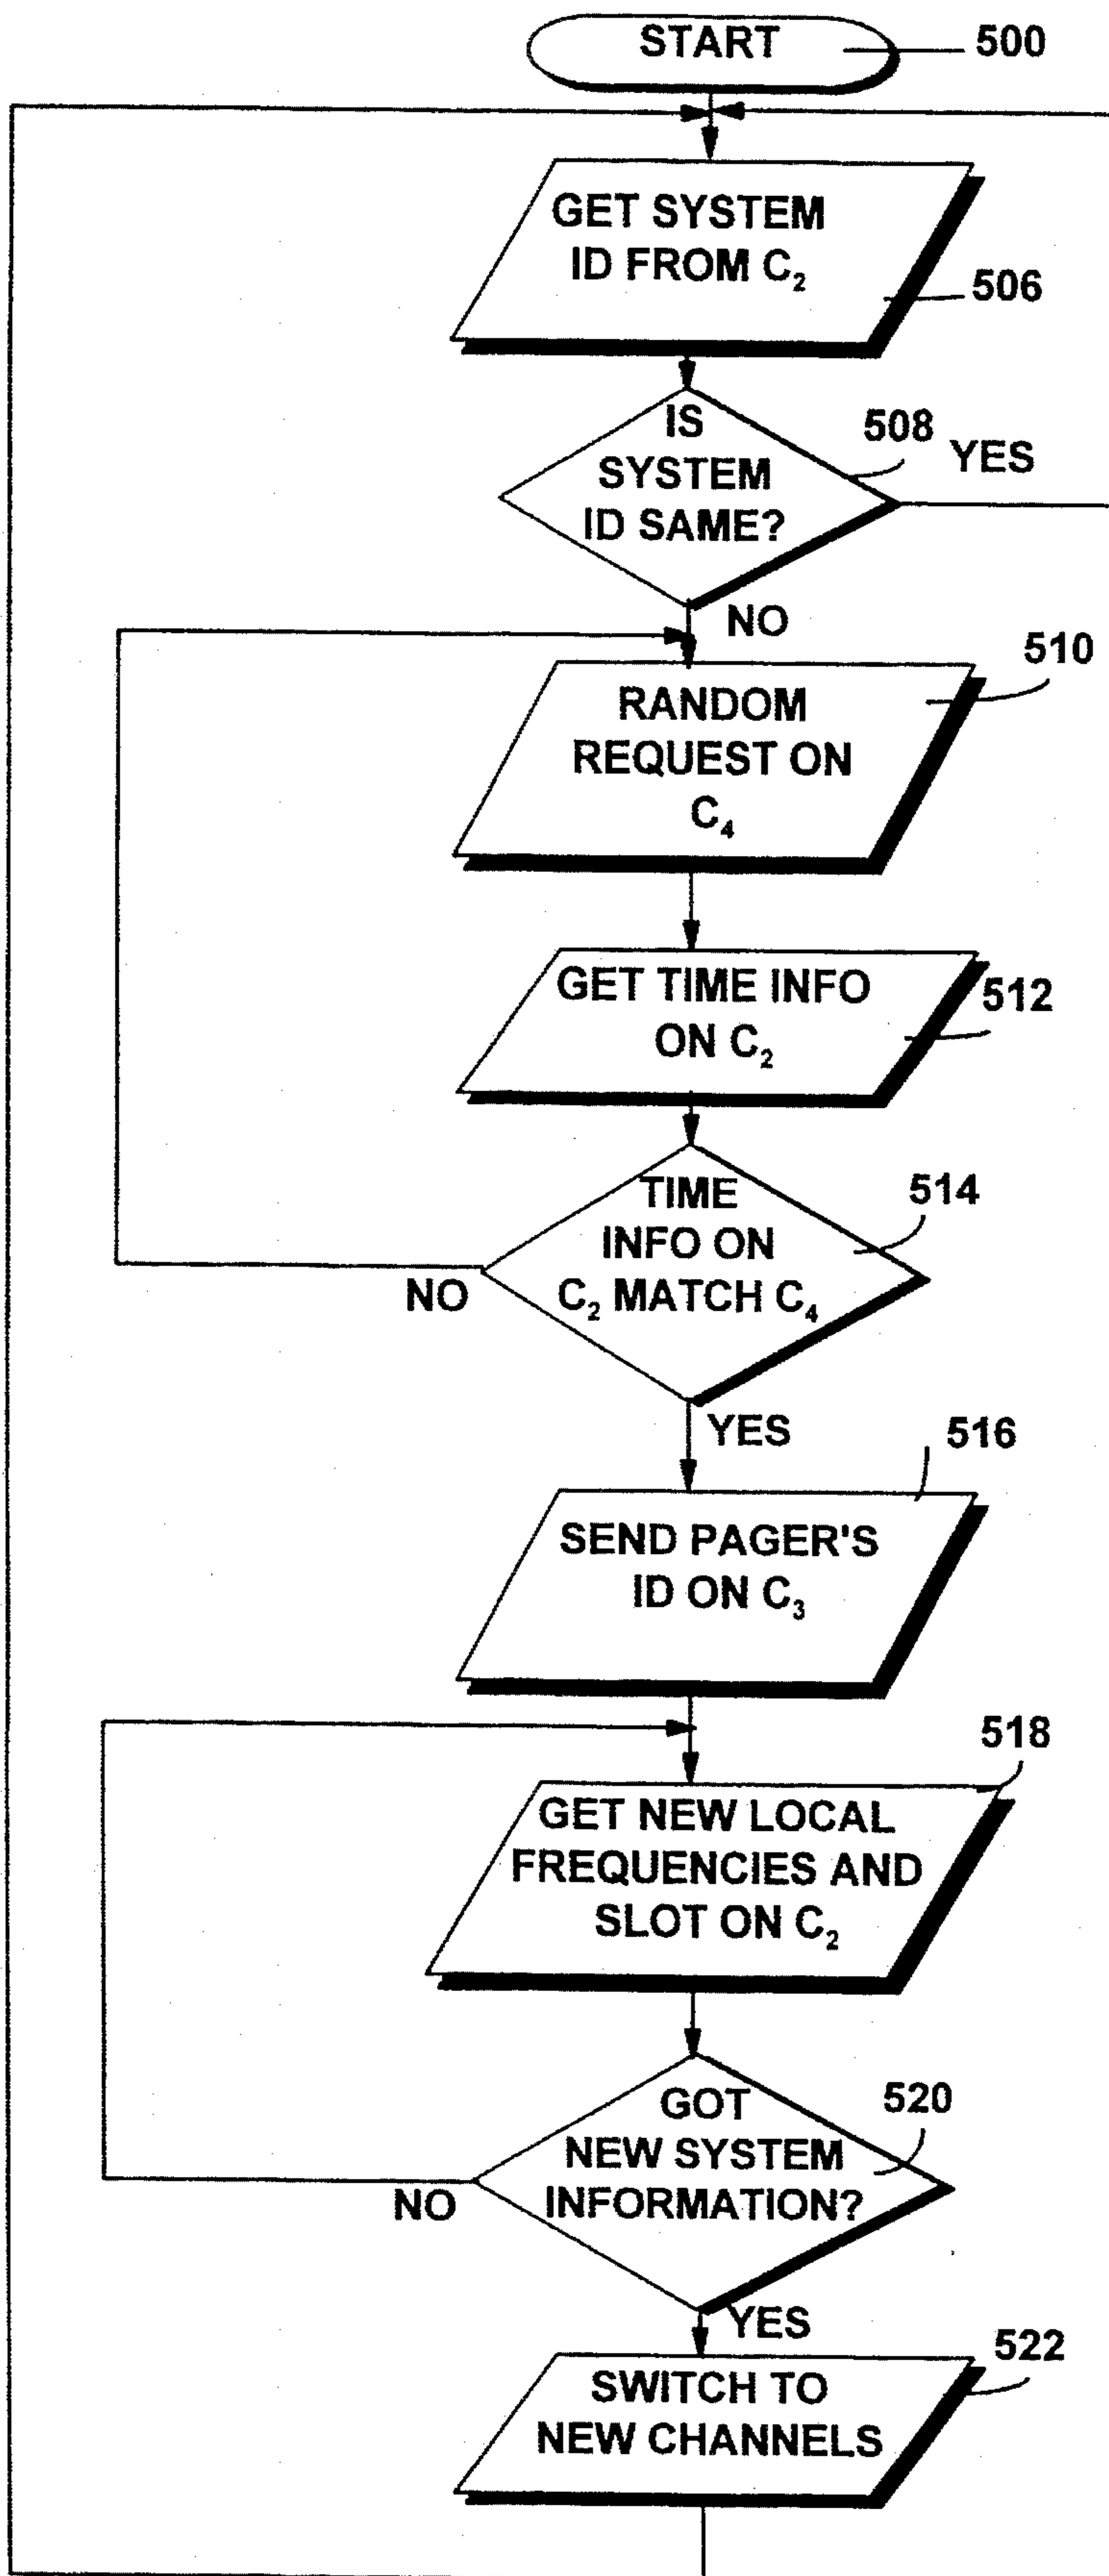 START
500
GET SYSTEM
ID FROM C₂
506
IS
SYSTEM
ID SAME?
508
YES
NO
RANDOM
REQUEST ON
C₄
510
GET TIME INFO
ON C₂
512
TIME
INFO ON
C₂ MATCH C₄
514
NO
YES
SEND PAGER'S
ID ON C₃
516
GET NEW LOCAL
FREQUENCIES AND
SLOT ON C₂
518
GOT
NEW SYSTEM
INFORMATION?
520
NO
YES
SWITCH TO
NEW CHANNELS
522